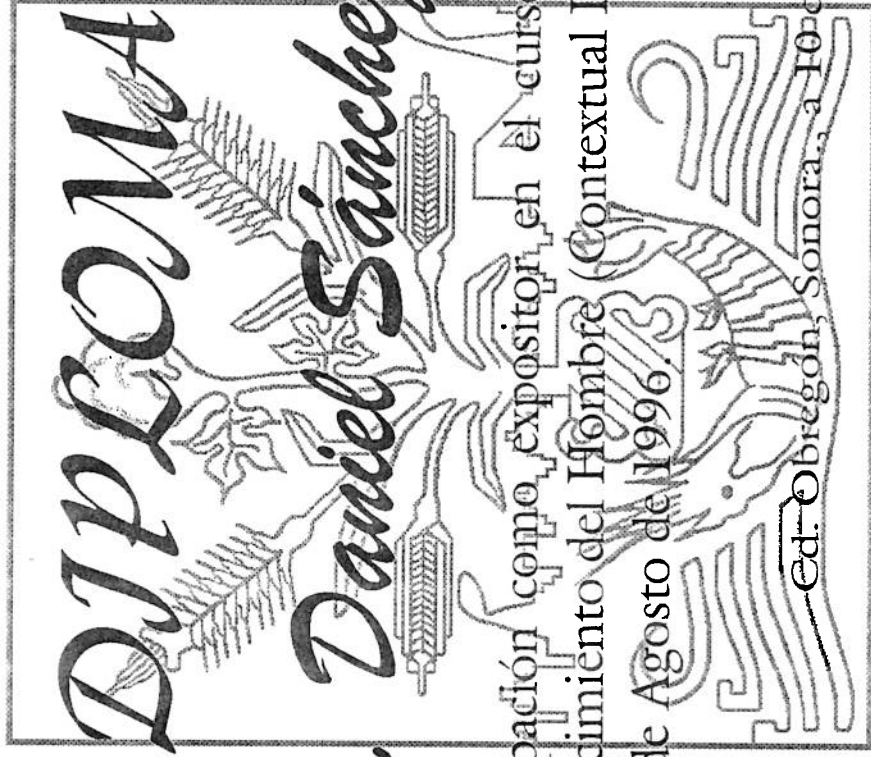 DIPLOMA
Daniel Sánchez
pación como expositor en el curs
cimiento del Hombre (Contextual I
de Agosto de 1996.
Cd. Obregón, Sonora., a 10